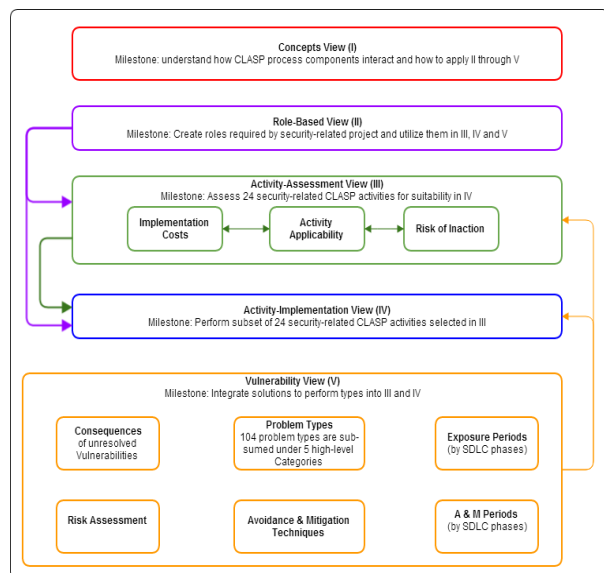 Concepts View (I)
Milestone: understand how CLASP process components interact and how to apply II through V
Role-Based View (II)
Milestone: Create roles required by security-related project and utilize them in III, IV and V
Activity-Assessment View (III)
Milestone: Assess 24 security-related CLASP activities for suitability in IV
Implementation
Costs
Activity
Applicability
Risk of Inaction
Activity-Implementation View (IV)
Milestone: Perform subset of 24 security-related CLASP activities selected in III
Vulnerability View (V)
Milestone: Integrate solutions to perform types into III and IV
Consequences
of unresolved
Vulnerabilities
Problem Types
104 problem types are sub-
sumed under 5 high-level
Categories
Exposure Periods
(by SDLC phases)
Risk Assessment
Avoidance & Mitigation
Techniques
A & M Periods
(by SDLC phases)